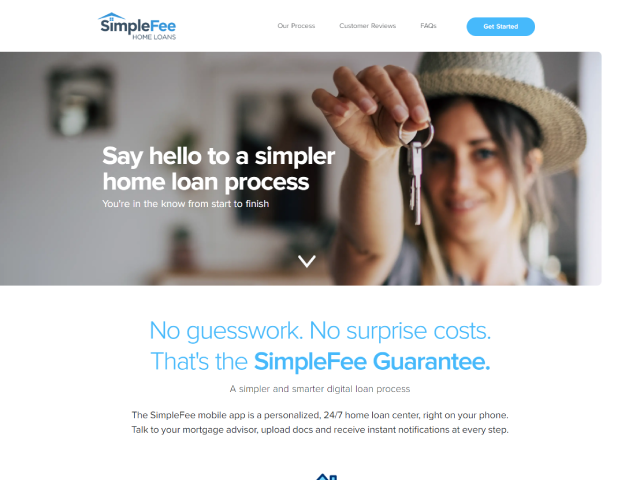 SimpleFee
HOME LOANS
Our Process
Customer Reviews
FAQs
Get Started
Say hello to a simpler
home loan process
You're in the know from start to finish
No guesswork. No surprise costs.
That's the SimpleFee Guarantee.
A simpler and smarter digital loan process
The SimpleFee mobile app is a personalized, 24/7 home loan center, right on your phone.
Talk to your mortgage advisor, upload docs and receive instant notifications at every step.